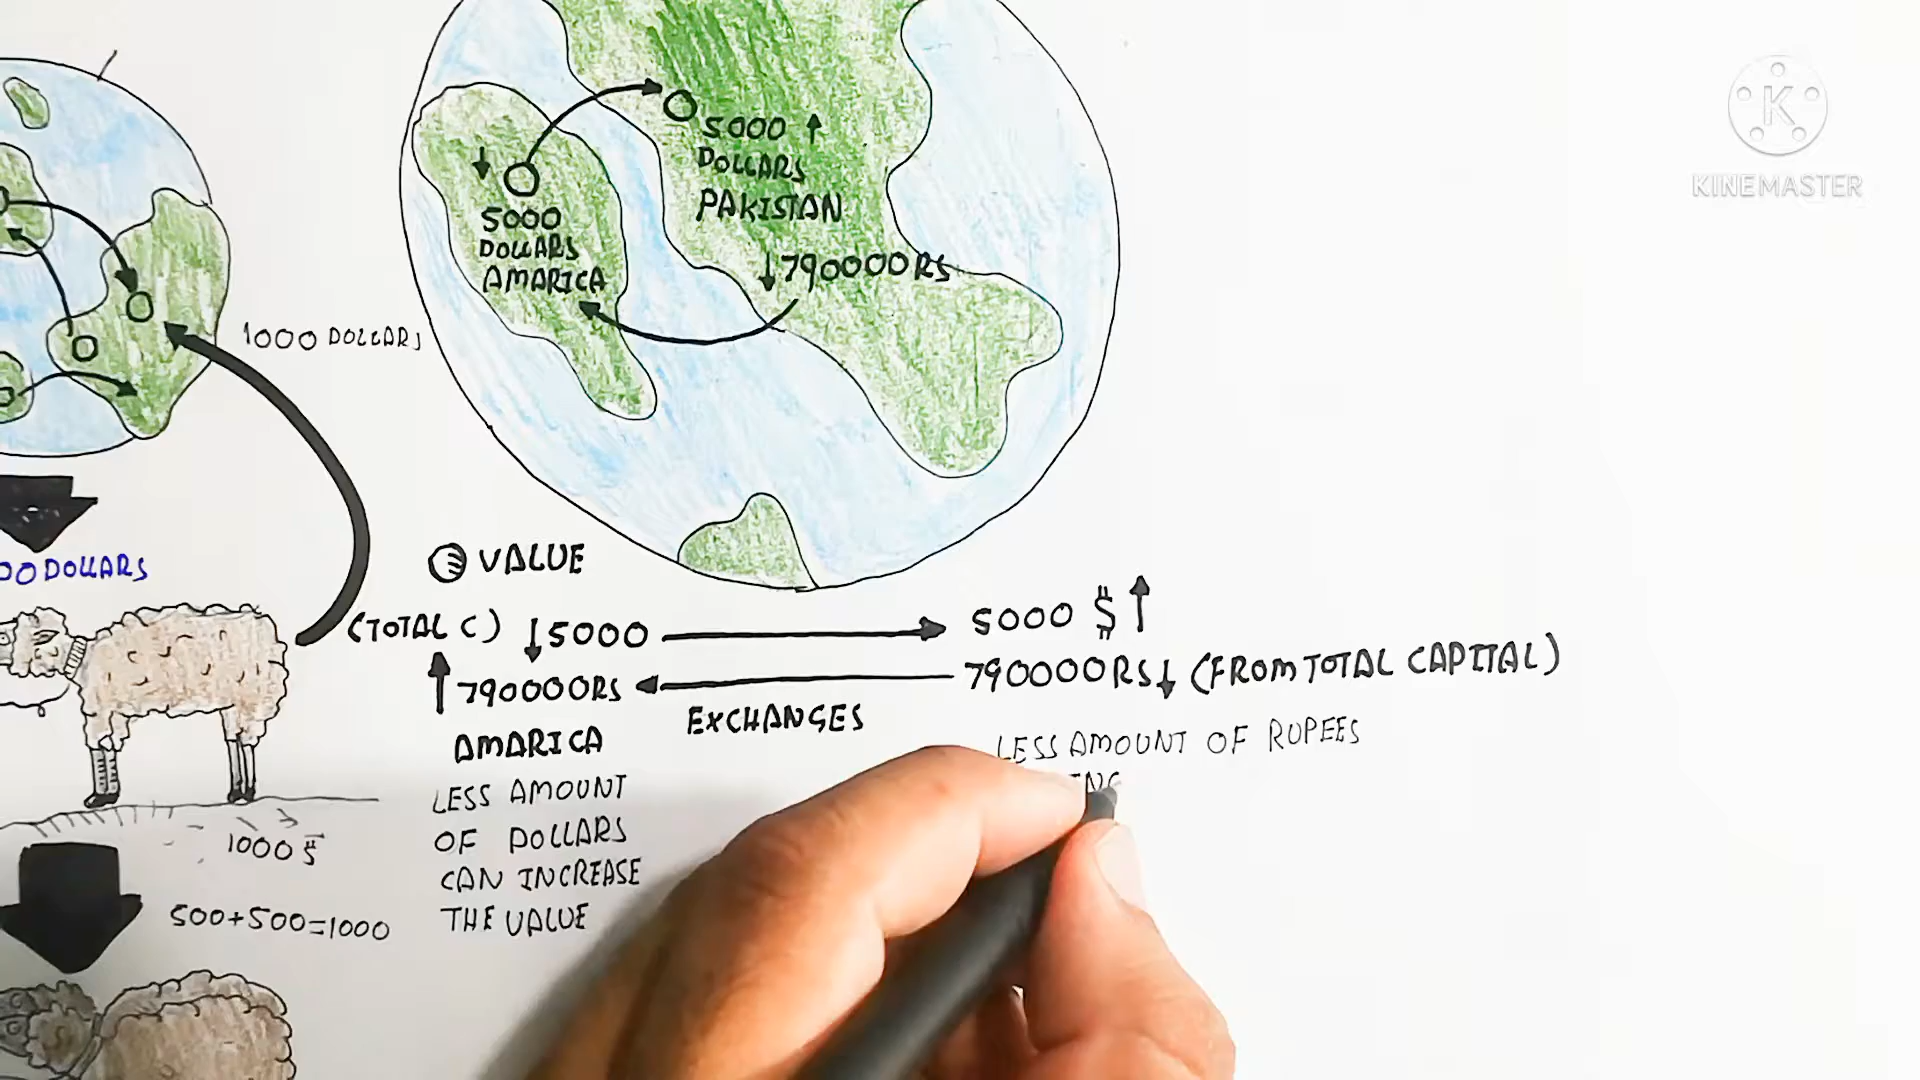 KINEMASTER
5000
DOLLARS
PAKISTAN
790000RS
5000
DOLLARS
AMARICA
1000 DOLLARS
DOLLARS
VALUE
(TOTAL C)
5000
5000 $
790000RS
790000RS
(FROM TOTAL CAPITAL)
EXCHANGES
AMARICA
LESS AMOUNT
OF DOLLARS
CAN INCREASE
THE VALUE
LESS AMOUNT OF RUPEES
1000 $
500+500=1000